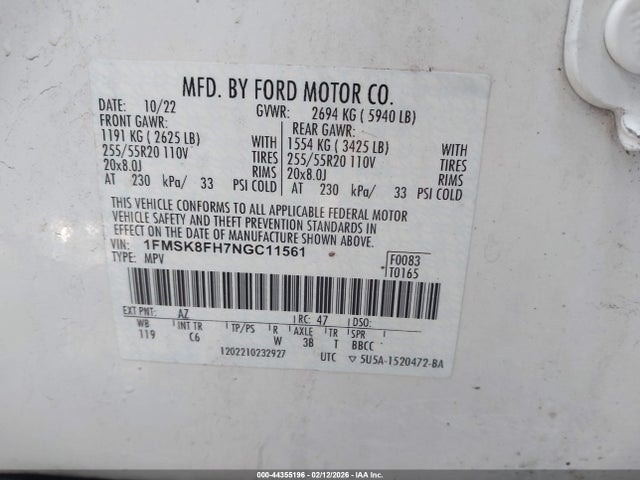 MFD. BY FORD MOTOR CO.
DATE: 10/22 GVWR: 2694 KG ( 5940 LB)
FRONT GAWR: REAR GAWR:
1191 KG ( 2625 LB) WITH 1554 KG ( 3425 LB) WITH
255/55R20 110V TIRES 255/55R20 110V TIRES
20x8.0J RIMS 20x8.0J RIMS
AT 230 kPa/ 33 PSI COLD AT 230 kPa/ 33 PSI COLD
THIS VEHICLE CONFORMS TO ALL APPLICABLE FEDERAL MOTOR
VEHICLE SAFETY AND THEFT PREVENTION STANDARDS IN EFFECT
ON THE DATE OF MANUFACTURE SHOWN ABOVE.
VIN: 1FMSK8FH7NGC11561 F0083
TYPE: MPV T0165
EXT PNT: AZ RC: 47 DSO:
WB INT TR TP/PS R AXLE TR SPR
119 C6 W 3B T BBCC
1202210232927 UTC ▽ 5U5A-1520472-BA
000-44355196 - 02/12/2026 - IAAI.com